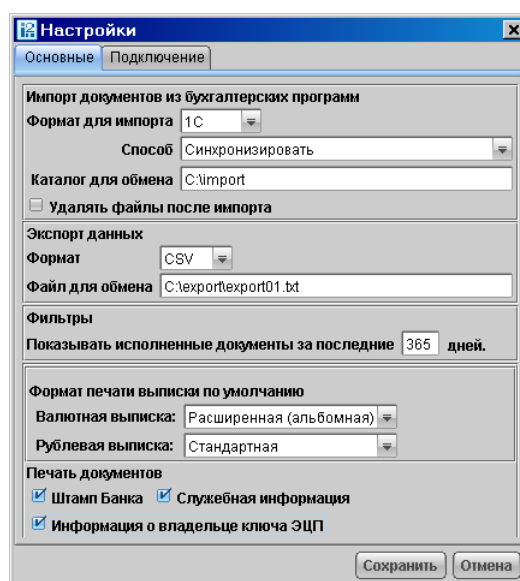 Настройки
Основные Подключение
Импорт документов из бухгалтерских программ
Формат для импорта 1C
Способ Синхронизировать
Каталог для обмена C:\import
Удалять файлы после импорта
Экспорт данных
Формат CSV
Файл для обмена C:\export\export01.txt
Фильтры
Показывать исполненные документы за последние 365 дней.
Формат печати выписки по умолчанию
Валютная выписка: Расширенная (альбомная)
Рублевая выписка: Стандартная
Печать документов
Штамп Банка Служебная информация
Информация о владельце ключа ЭЦП
Сохранить Отмена